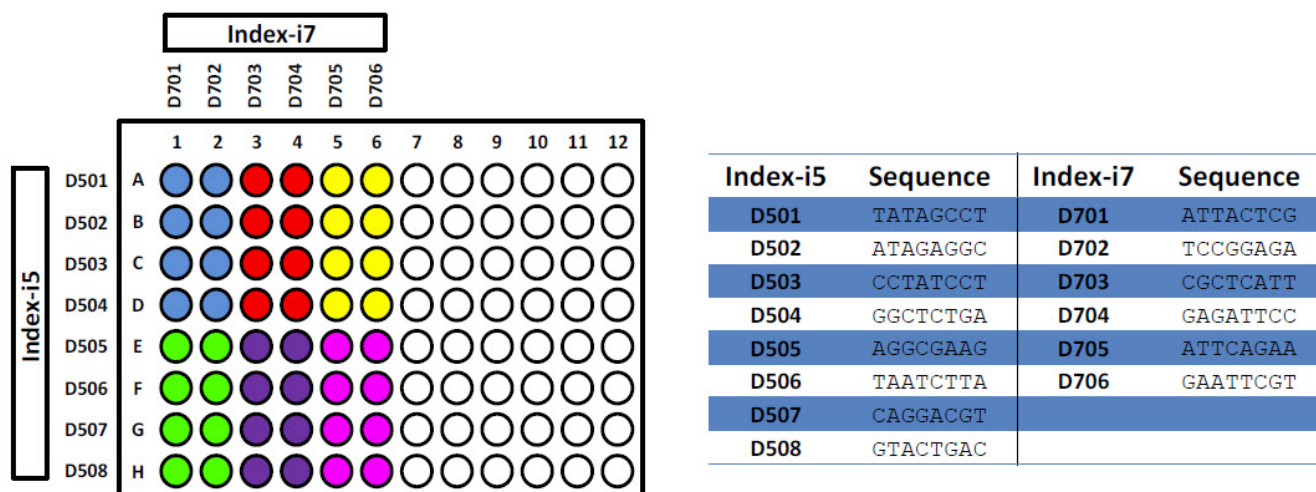 Index-i7
D701 D702 D703 D704 D705 D706
1 2 3 4 5 6 7 8 9 10 11 12
Index-i5
D501 A
D502 B
D503 C
D504 D
D505 E
D506 F
D507 G
D508 H
Index-i5 Sequence Index-i7 Sequence
D501 TATAGCCT D701 ATTACTCG
D502 ATAGAGGC D702 TCCGGAGA
D503 CCTATCCT D703 CGCTCATT
D504 GGCTCTGA D704 GAGATTCC
D505 AGGCGAAG D705 ATTCAGAA
D506 TAATCTTA D706 GAATTCGT
D507 CAGGACGT
D508 GTACTGAC